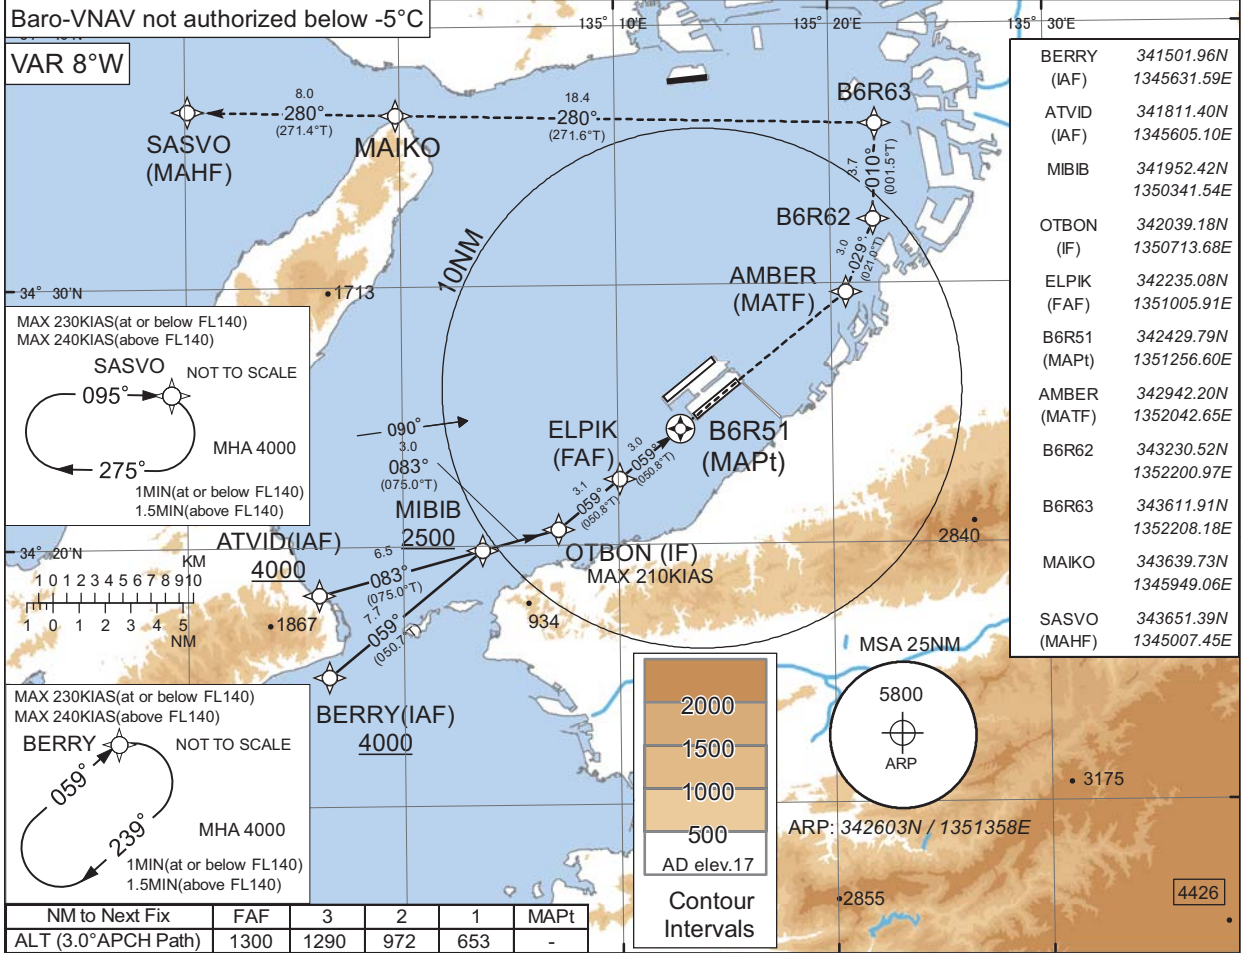 Baro-VNAV not authorized below -5°C
VAR 8°W
135° 10'E
135° 20'E
135° 30'E
BERRY 341501.96N
(IAF) 1345631.59E
ATVID 341811.40N
(IAF) 1345605.10E
MIBIB 341952.42N
1350341.54E
OTBON 342039.18N
(IF) 1350713.68E
ELPIK 342235.08N
(FAF) 1351005.91E
B6R51 342429.79N
(MAPt) 1351256.60E
AMBER 342942.20N
(MATF) 1352042.65E
B6R62 343230.52N
1352200.97E
B6R63 343611.91N
1352208.18E
MAIKO 343639.73N
1345949.06E
SASVO 343651.39N
(MAHF) 1345007.45E
8.0
280°
(271.4°T)
18.4
280°
(271.6°T)
B6R63
SASVO
(MAHF)
MAIKO
3.7
010°
(001.5°T)
B6R62
3.0
029°
(021.0°T)
10NM
AMBER
(MATF)
34° 30'N
1713
MAX 230KIAS(at or below FL140)
MAX 240KIAS(above FL140)
SASVO
NOT TO SCALE
095°
MHA 4000
275°
1MIN(at or below FL140)
1.5MIN(above FL140)
090°
3.0
083°
(075.0°T)
ELPIK
(FAF)
3.0
059°
(050.8°T)
B6R51
(MAPt)
3.1
059°
(050.8°T)
MIBIB
2500
ATVID(IAF)
4000
34° 20'N
6.5
083°
(075.0°T)
OTBON (IF)
MAX 210KIAS
2840
KM
1 0 1 2 3 4 5 6 7 8 9 10
1 0 1 2 3 4 5
NM
1867
7.7
059°
(050.7°T)
934
BERRY(IAF)
4000
MAX 230KIAS(at or below FL140)
MAX 240KIAS(above FL140)
BERRY
NOT TO SCALE
059°
239°
MHA 4000
1MIN(at or below FL140)
1.5MIN(above FL140)
2000
1500
1000
500
AD elev.17
Contour
Intervals
MSA 25NM
5800
ARP
ARP: 342603N / 1351358E
3175
2855
4426
NM to Next Fix FAF 3 2 1 MAPt
ALT (3.0°APCH Path) 1300 1290 972 653 -